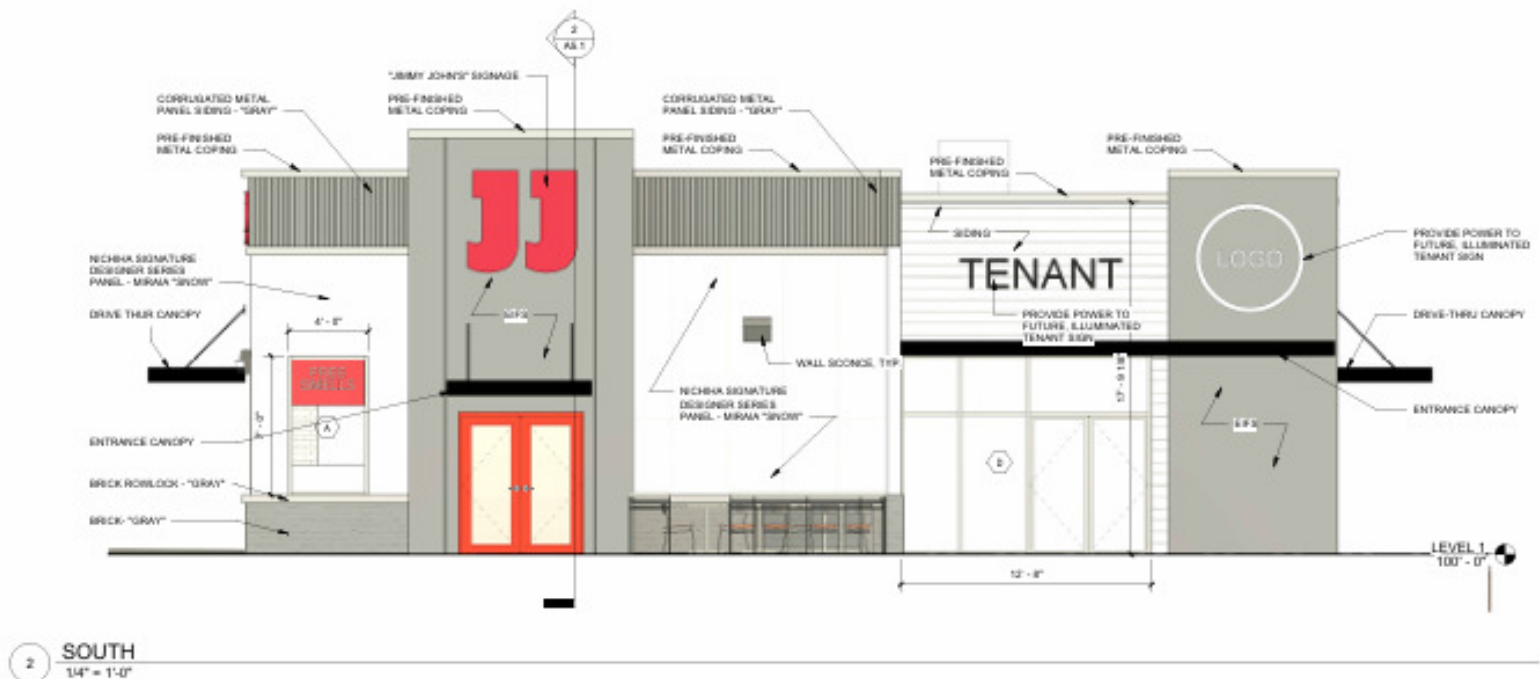 2
A5.1
"JIMMY JOHN'S" SIGNAGE
CORRUGATED METAL
PANEL SIDING - "GRAY"
PRE-FINISHED
METAL COPING
CORRUGATED METAL
PANEL SIDING - "GRAY"
PRE-FINISHED
METAL COPING
PRE-FINISHED
METAL COPING
PRE-FINISHED
METAL COPING
PRE-FINISHED
METAL COPING
JJ
SIDING
TENANT
LOGO
PROVIDE POWER TO
FUTURE, ILLUMINATED
TENANT SIGN
NICHIHA SIGNATURE
DESIGNER SERIES
PANEL - MIRAIA "SNOW"
DRIVE THUR CANOPY
4' - 0"
EIFS
PROVIDE POWER TO
FUTURE, ILLUMINATED
TENANT SIGN
DRIVE-THRU CANOPY
WALL SCONCE, TYP.
FREE
SMELLS
A
NICHIHA SIGNATURE
DESIGNER SERIES
PANEL - MIRAIA "SNOW"
ENTRANCE CANOPY
EIFS
ENTRANCE CANOPY
D
BRICK ROWLOCK - "GRAY"
BRICK- "GRAY"
LEVEL 1
100' - 0"
12' - 8"
2
SOUTH
1/4" = 1'-0"